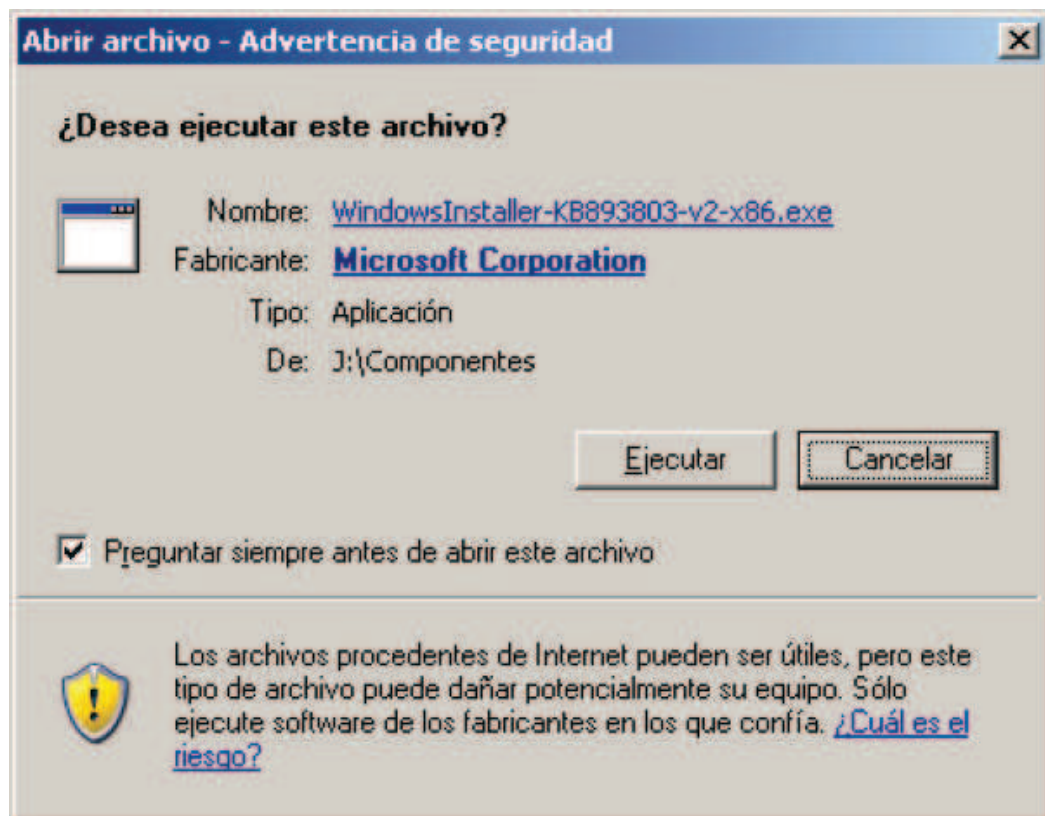 Abrir archivo - Advertencia de seguridad
¿Desea ejecutar este archivo?
Nombre: WindowsInstaller-KB893803-v2-x86.exe
Fabricante: Microsoft Corporation
Tipo: Aplicación
De: J:\Componentes
Ejecutar Cancelar
Preguntar siempre antes de abrir este archivo
Los archivos procedentes de Internet pueden ser útiles, pero este
tipo de archivo puede dañar potencialmente su equipo. Sólo
ejecute software de los fabricantes en los que confía. ¿Cuál es el
riesgo?